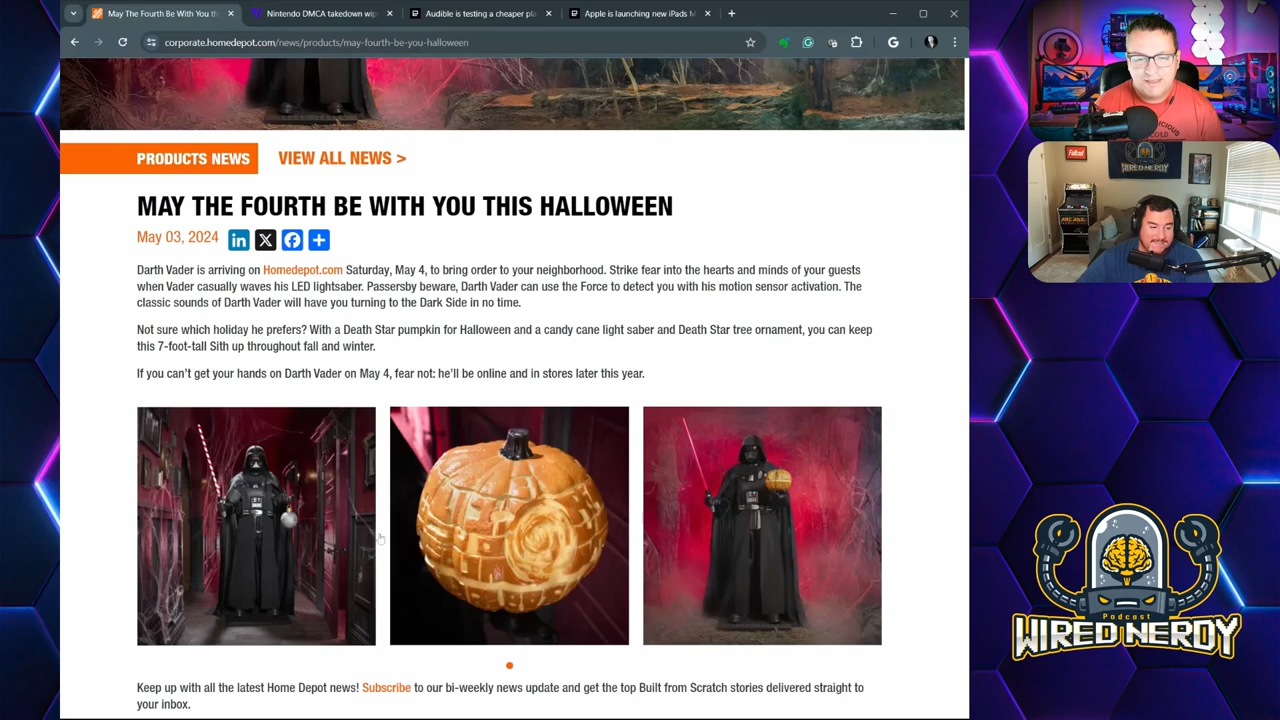 May The Fourth Be With You th
Nintendo DMCA takedown wip
Audible is testing a cheaper pla
Apple is launching new iPads M
corporate.homedepot.com/news/products/may-fourth-be-you-halloween
PRODUCTS NEWS
VIEW ALL NEWS >
MAY THE FOURTH BE WITH YOU THIS HALLOWEEN
May 03, 2024
Darth Vader is arriving on Homedepot.com Saturday, May 4, to bring order to your neighborhood. Strike fear into the hearts and minds of your guests
when Vader casually waves his LED lightsaber. Passersby beware, Darth Vader can use the Force to detect you with his motion sensor activation. The
classic sounds of Darth Vader will have you turning to the Dark Side in no time.
Not sure which holiday he prefers? With a Death Star pumpkin for Halloween and a candy cane light saber and Death Star tree ornament, you can keep
this 7-foot-tall Sith up throughout fall and winter.
If you can't get your hands on Darth Vader on May 4, fear not: he'll be online and in stores later this year.
Keep up with all the latest Home Depot news! Subscribe to our bi-weekly news update and get the top Built from Scratch stories delivered straight to
your inbox.
COLD
Fallout
WIRED NERDY
ARCADE
Podcast
WIRED NERDY